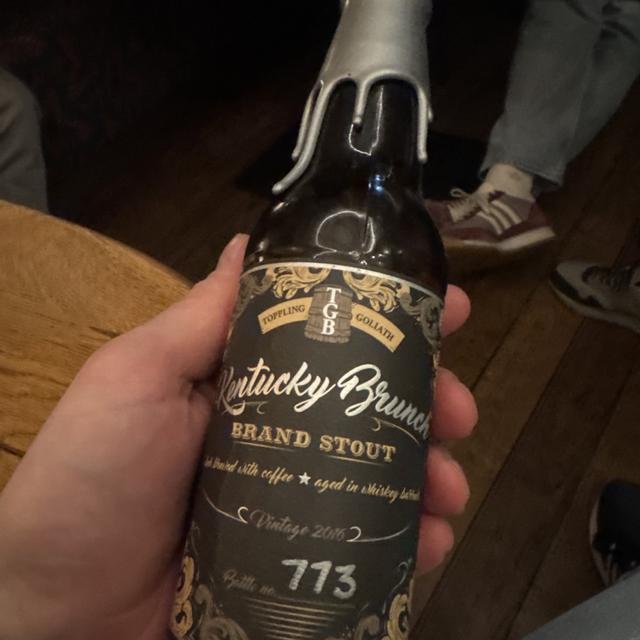 TGB
TOPPLING GOLIATH
Kentucky Brunch
BRAND STOUT
brewed with coffee ★ aged in whiskey barrels
Vintage 2016
Bottle no. 773